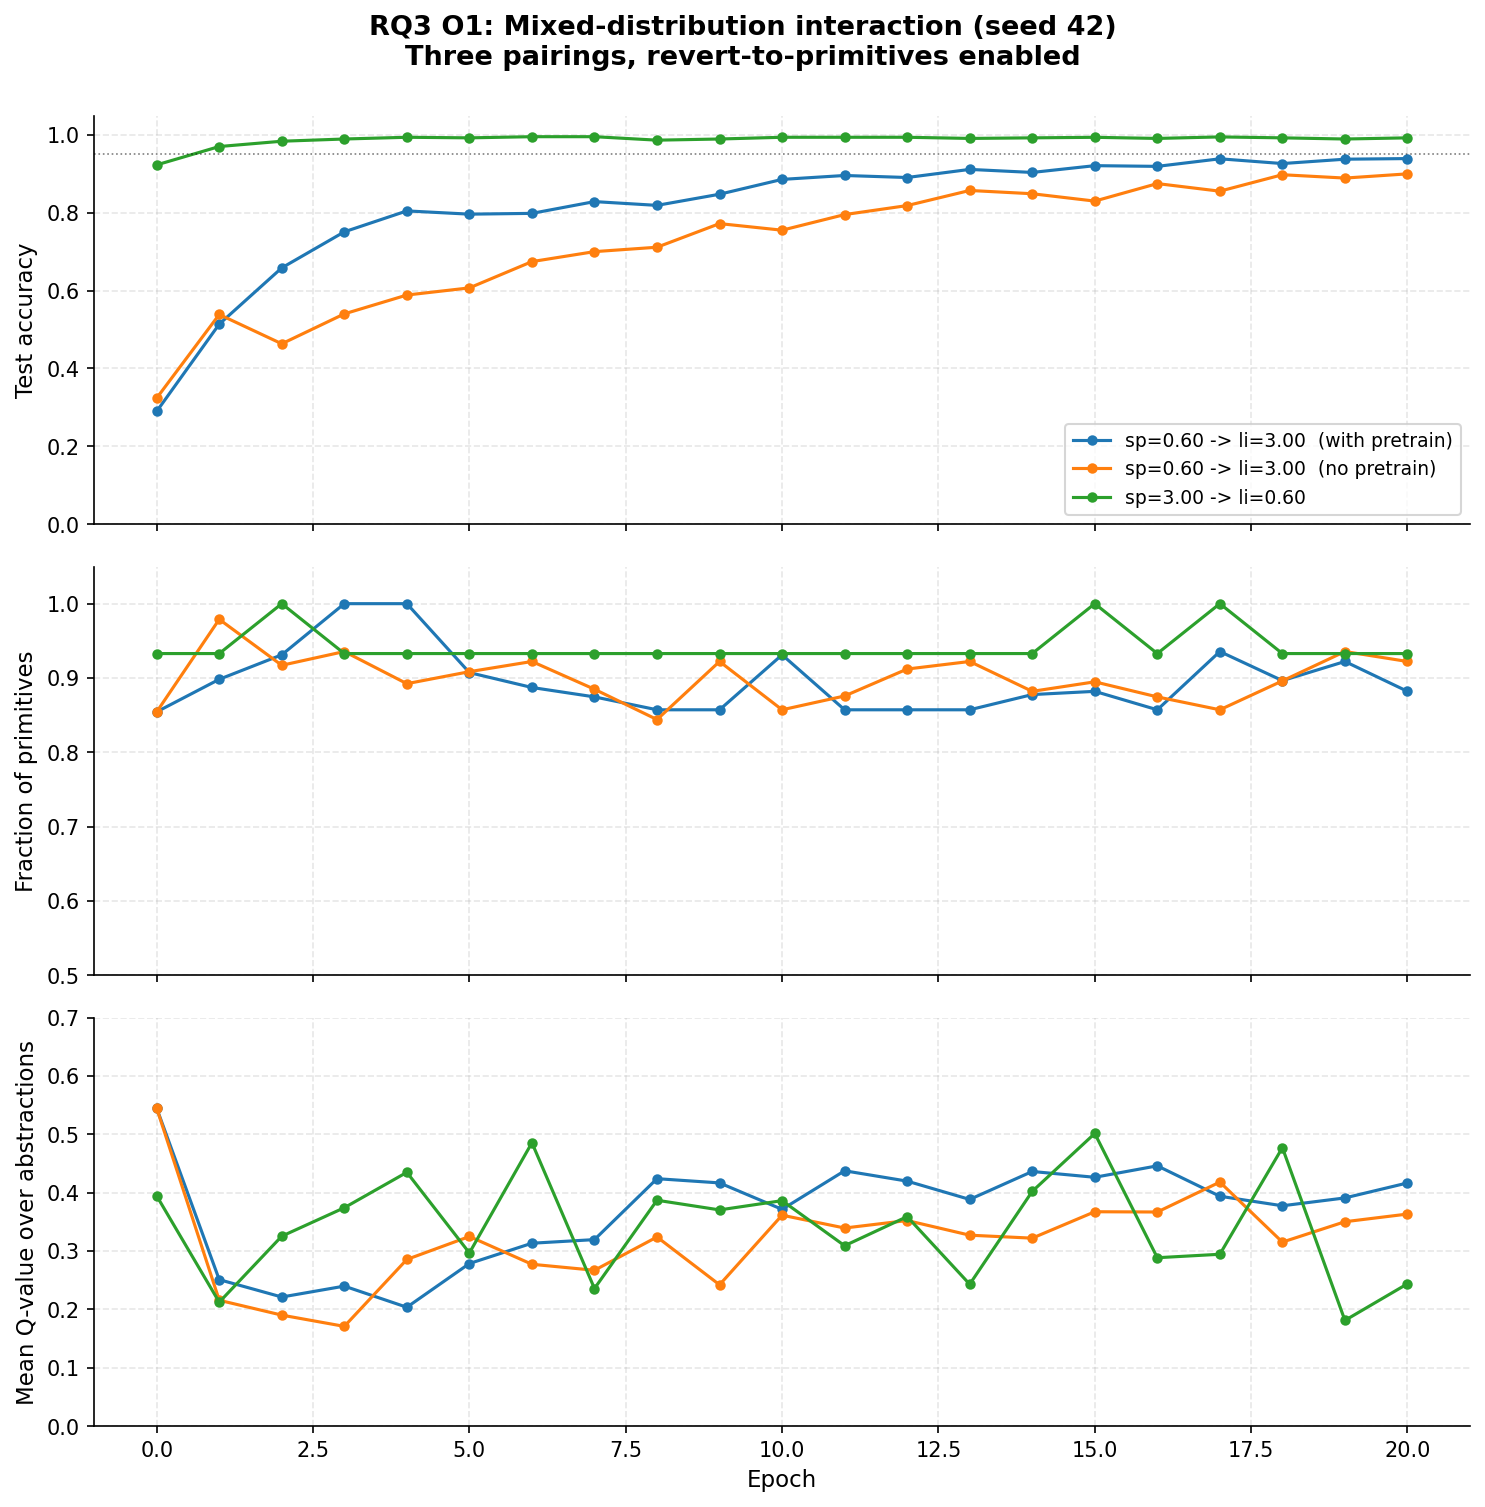 RQ3 O1: Mixed-distribution interaction (seed 42)
Three pairings, revert-to-primitives enabled
Test accuracy
1.0
0.8
0.6
0.4
0.2
0.0
sp=0.60 -> li=3.00 (with pretrain)
sp=0.60 -> li=3.00 (no pretrain)
sp=3.00 -> li=0.60
Fraction of primitives
1.0
0.9
0.8
0.7
0.6
0.5
Mean Q-value over abstractions
0.7
0.6
0.5
0.4
0.3
0.2
0.1
0.0
0.0 2.5 5.0 7.5 10.0 12.5 15.0 17.5 20.0
Epoch